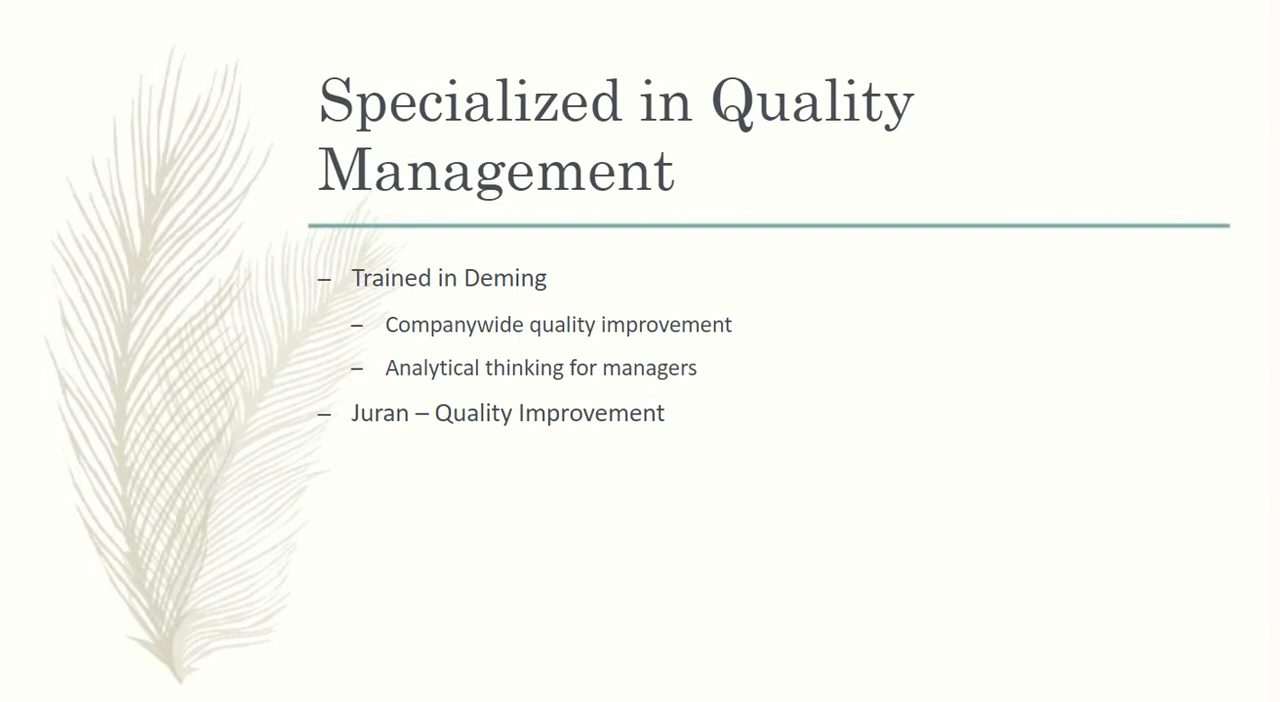 Specialized in Quality
Management
– Trained in Deming
– Companywide quality improvement
– Analytical thinking for managers
– Juran – Quality Improvement